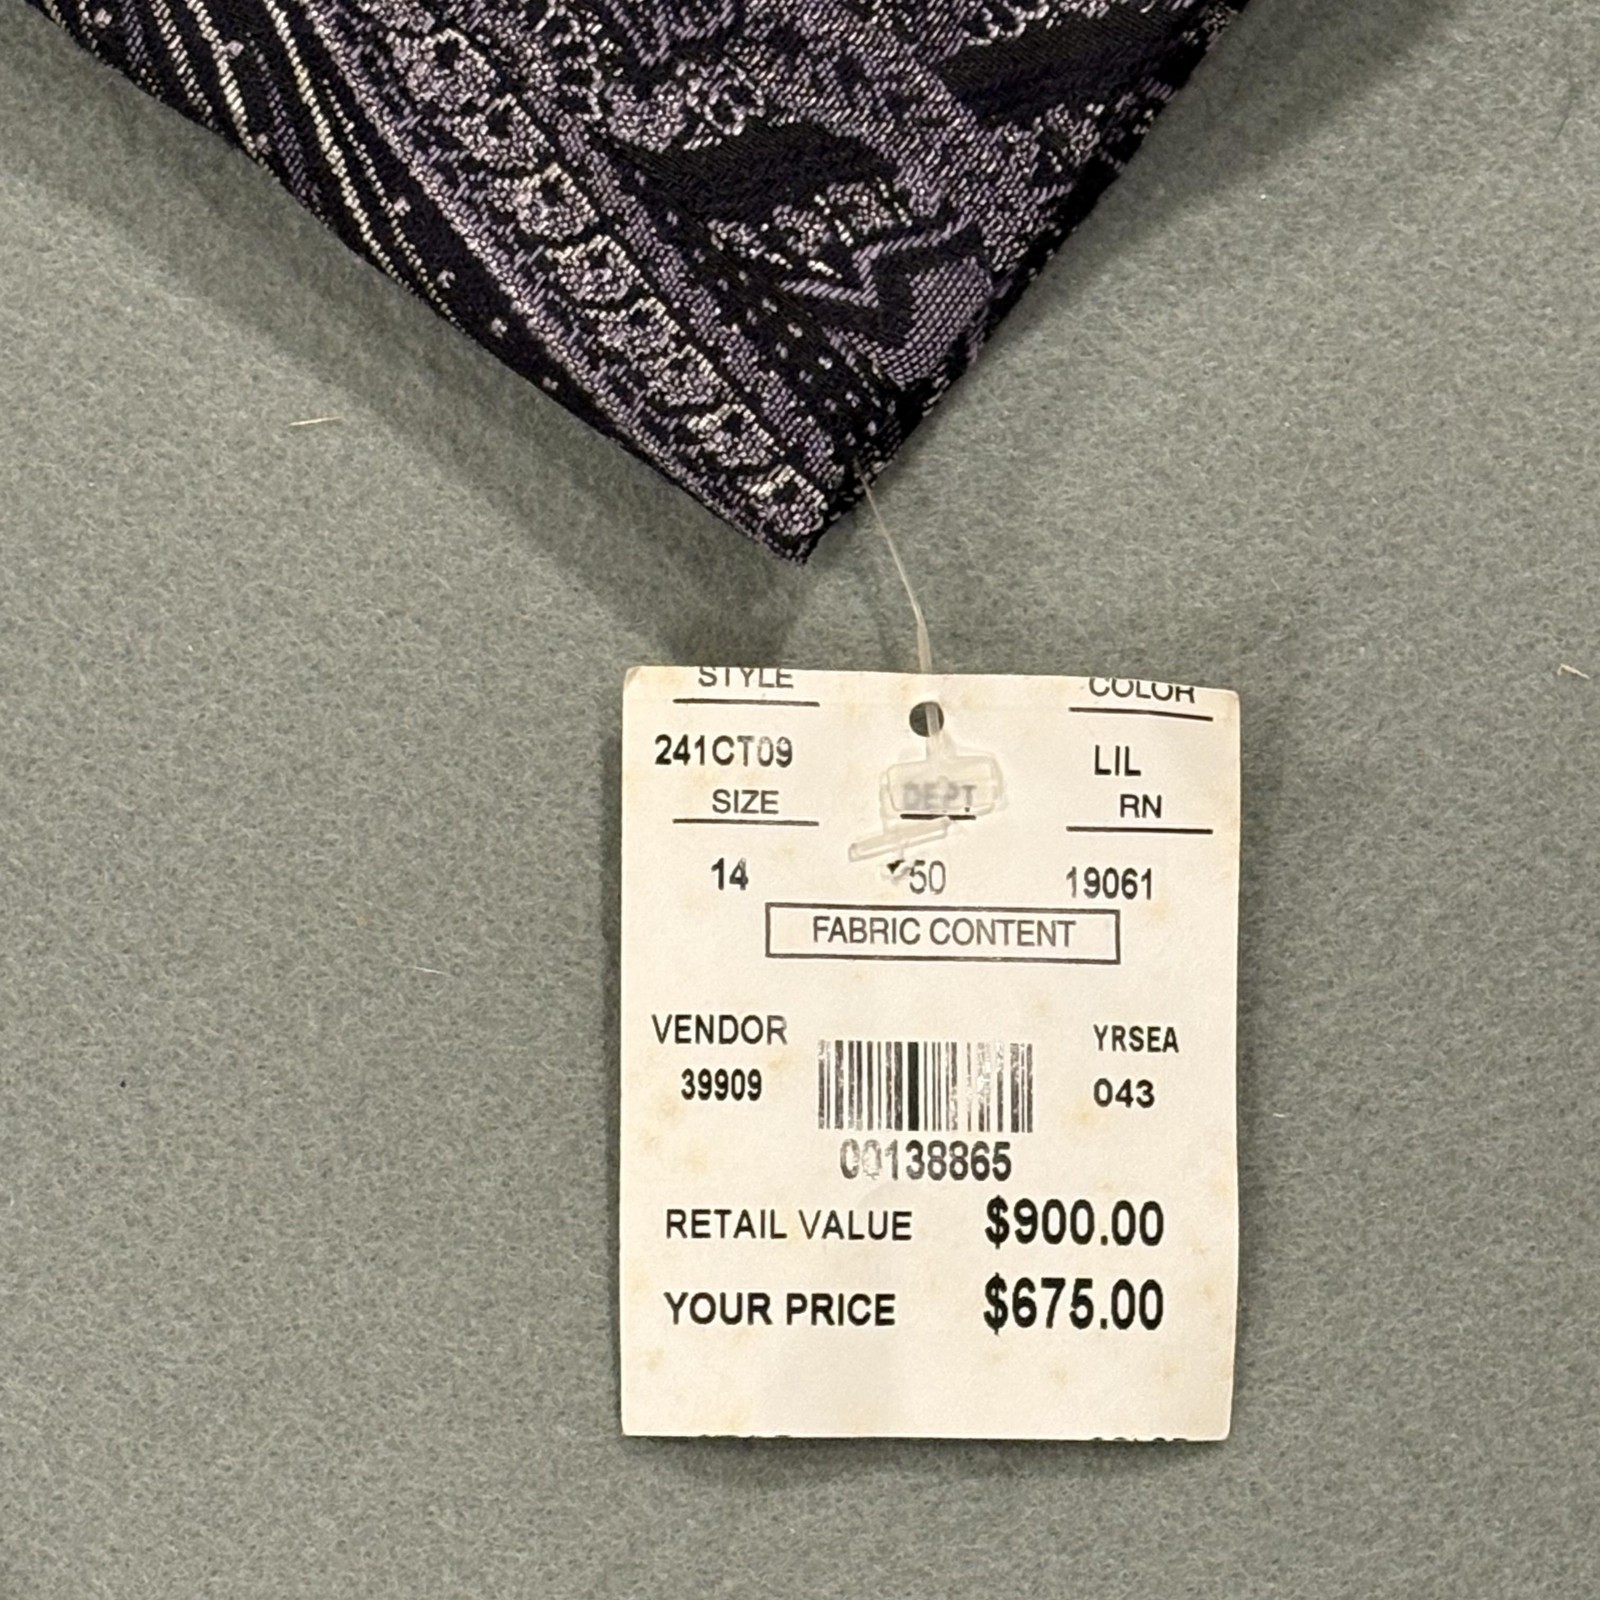 STYLE COLOR
241CT09 LIL
SIZE DEPT RN
14 50 19061
FABRIC CONTENT
VENDOR YRSEA
39909 043
00138865
RETAIL VALUE $900.00
YOUR PRICE $675.00